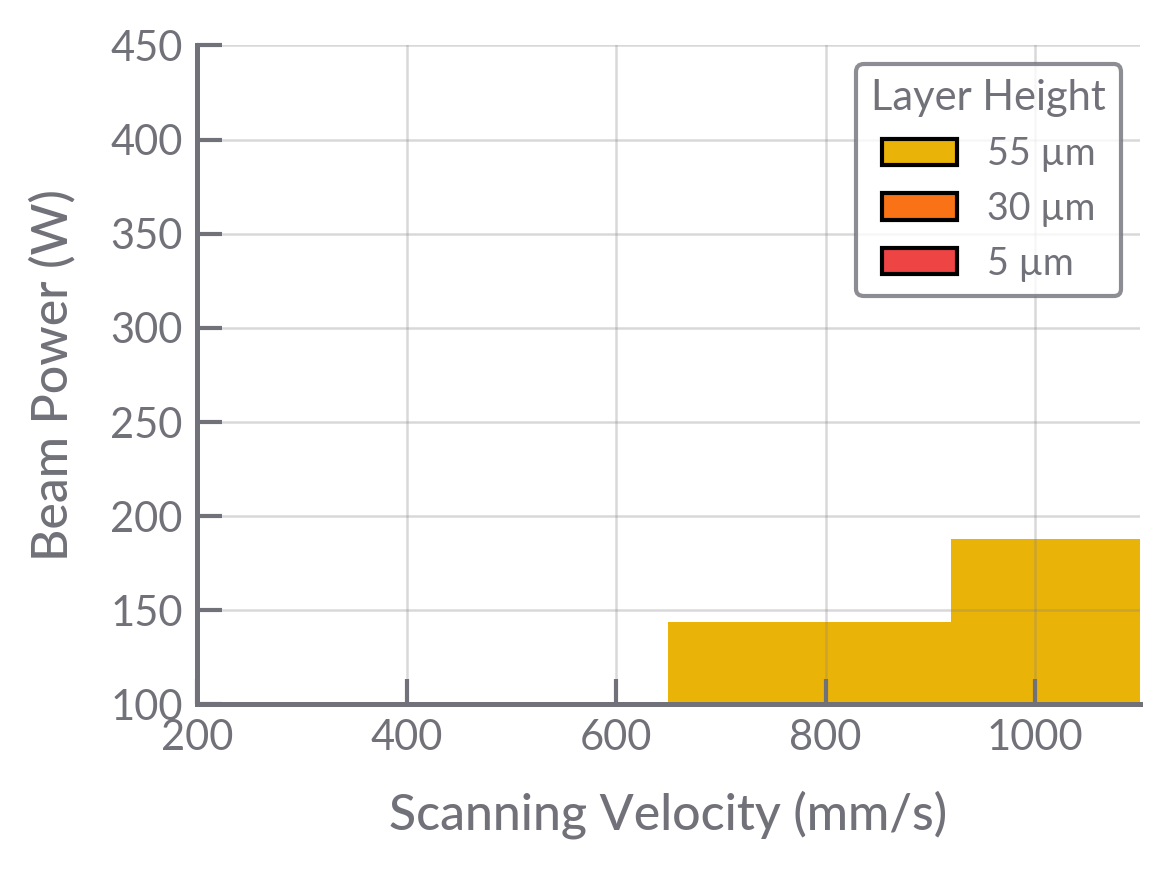 450
400
350
300
250
200
150
100
Beam Power (W)
Layer Height
55 μm
30 μm
5 μm
200 400 600 800 1000
Scanning Velocity (mm/s)